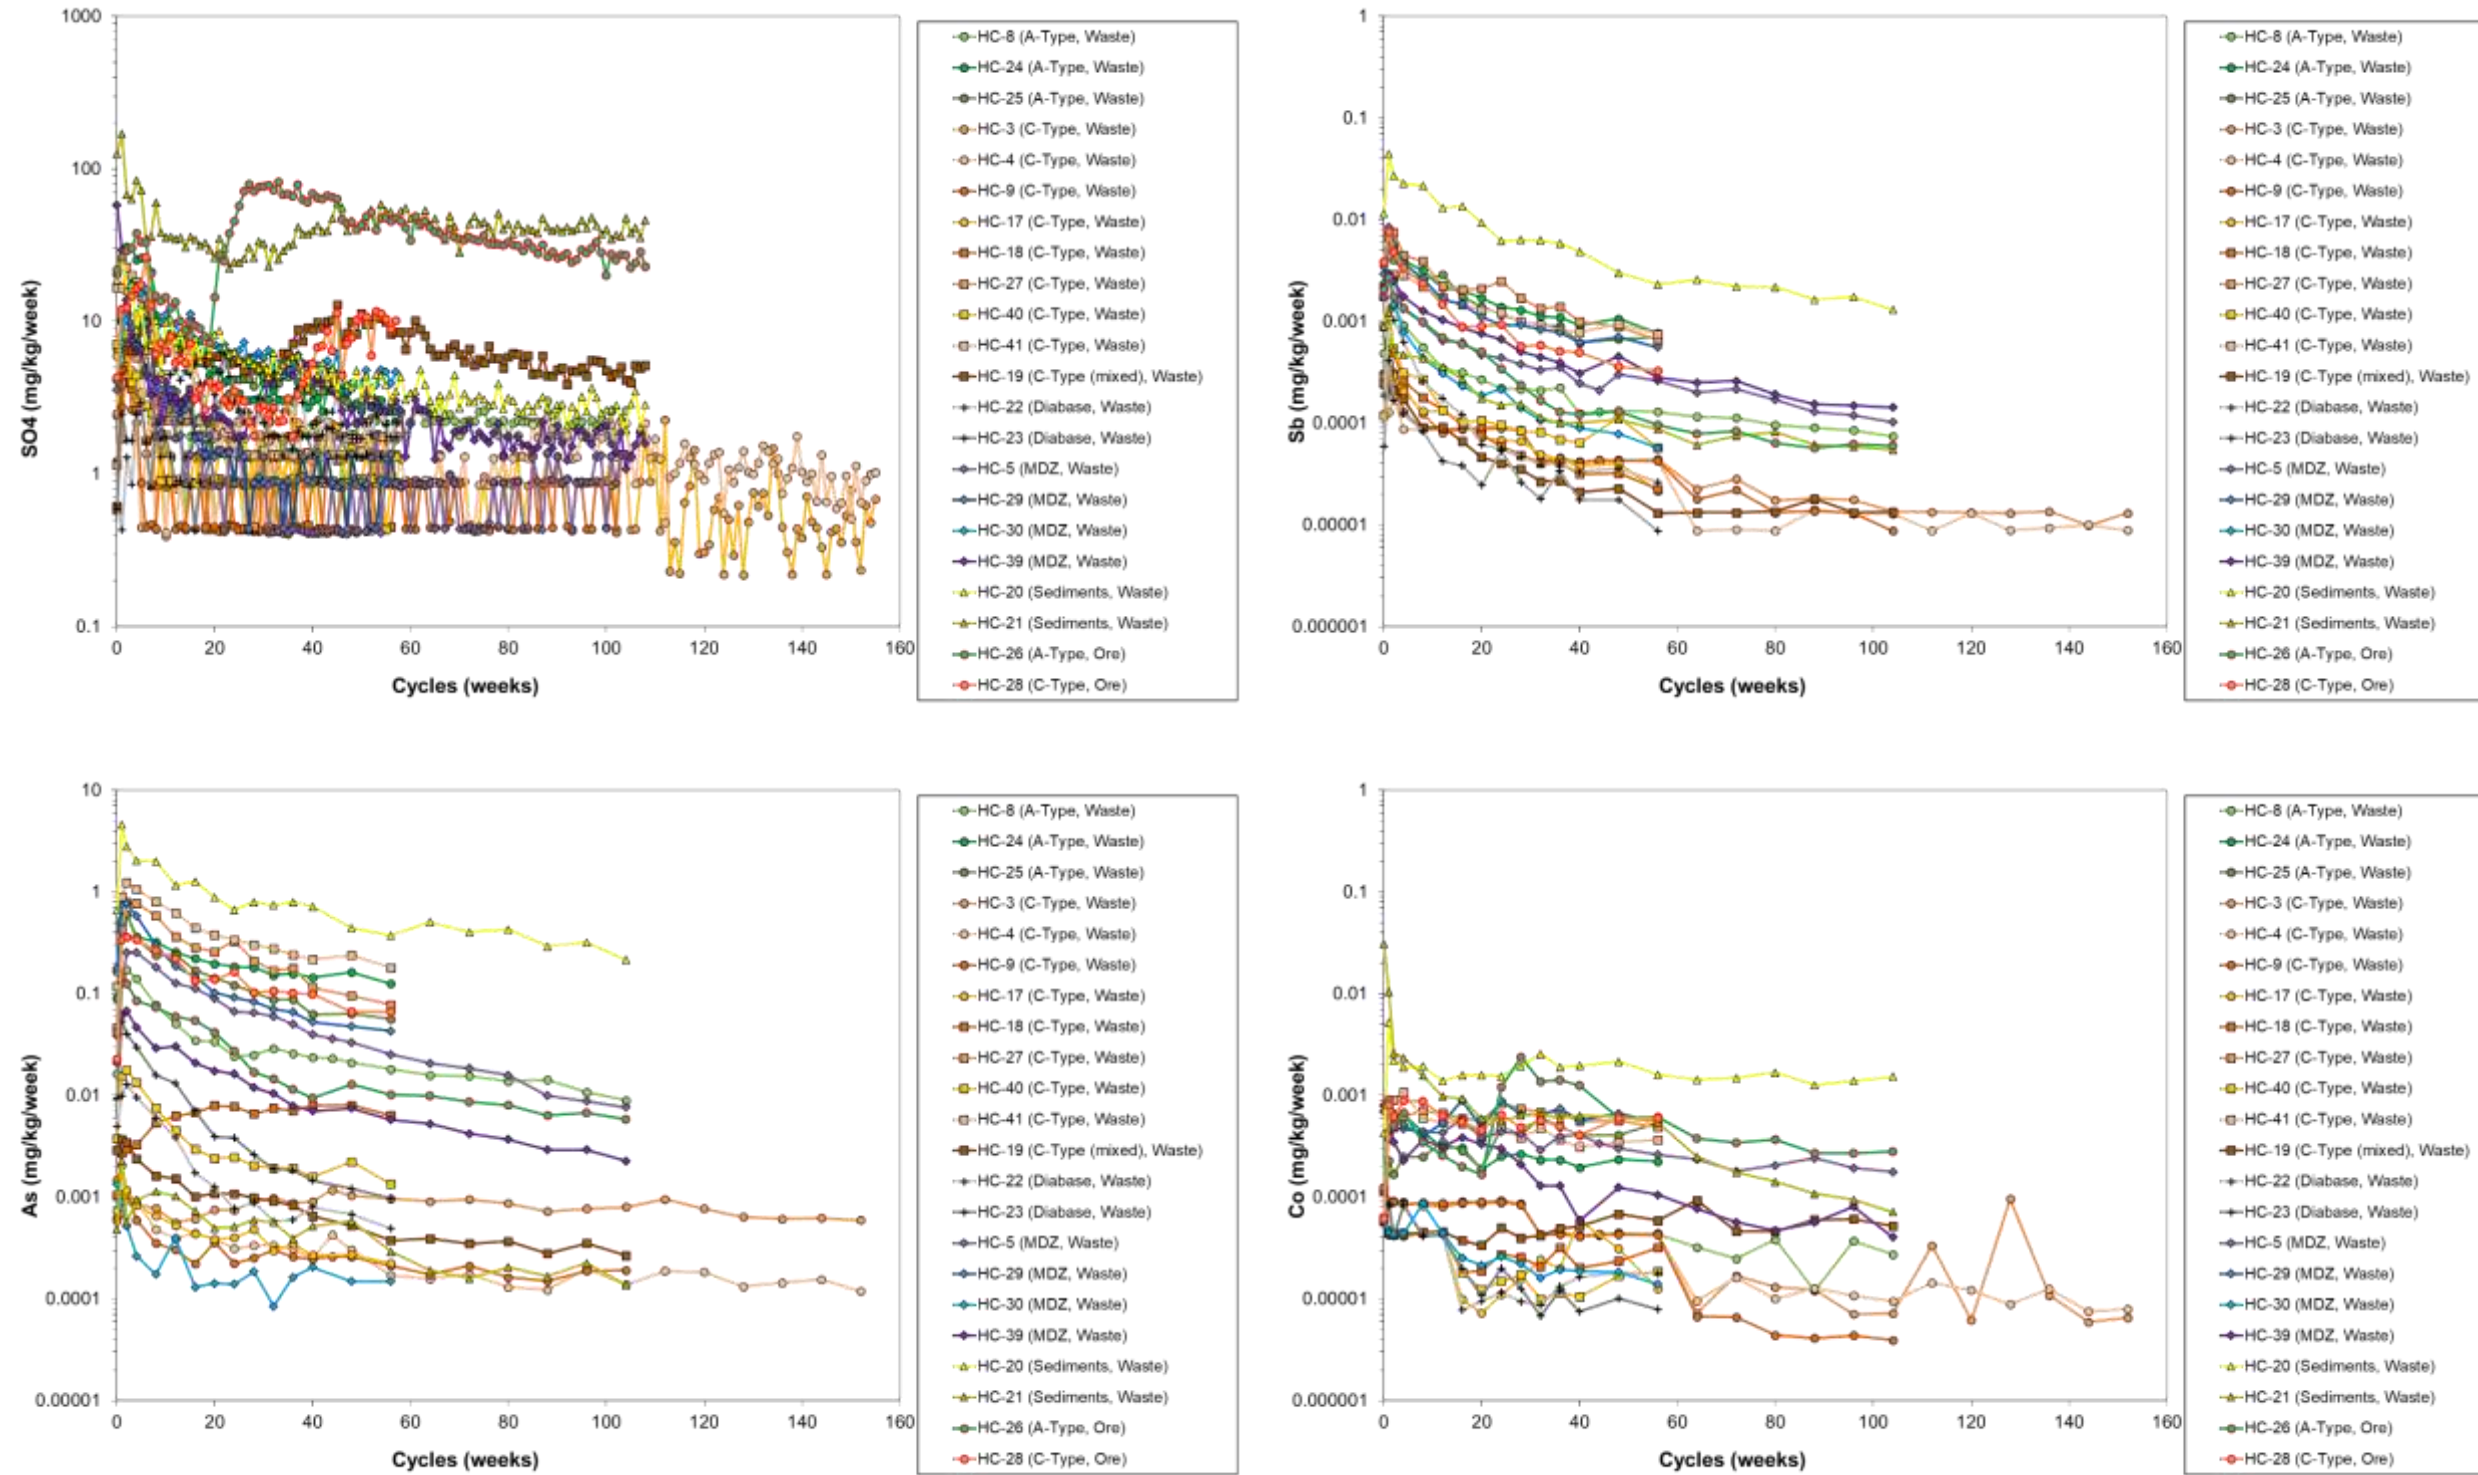 SO4 (mg/kg/week)
1000
100
10
1
0.1
0 20 40 60 80 100 120 140 160
Cycles (weeks)
HC-8 (A-Type, Waste)
HC-24 (A-Type, Waste)
HC-25 (A-Type, Waste)
HC-3 (C-Type, Waste)
HC-4 (C-Type, Waste)
HC-9 (C-Type, Waste)
HC-17 (C-Type, Waste)
HC-18 (C-Type, Waste)
HC-27 (C-Type, Waste)
HC-40 (C-Type, Waste)
HC-41 (C-Type, Waste)
HC-19 (C-Type (mixed), Waste)
HC-22 (Diabase, Waste)
HC-23 (Diabase, Waste)
HC-5 (MDZ, Waste)
HC-29 (MDZ, Waste)
HC-30 (MDZ, Waste)
HC-39 (MDZ, Waste)
HC-20 (Sediments, Waste)
HC-21 (Sediments, Waste)
HC-26 (A-Type, Ore)
HC-28 (C-Type, Ore)
Sb (mg/kg/week)
1
0.1
0.01
0.001
0.0001
0.00001
0.000001
0 20 40 60 80 100 120 140 160
Cycles (weeks)
HC-8 (A-Type, Waste)
HC-24 (A-Type, Waste)
HC-25 (A-Type, Waste)
HC-3 (C-Type, Waste)
HC-4 (C-Type, Waste)
HC-9 (C-Type, Waste)
HC-17 (C-Type, Waste)
HC-18 (C-Type, Waste)
HC-27 (C-Type, Waste)
HC-40 (C-Type, Waste)
HC-41 (C-Type, Waste)
HC-19 (C-Type (mixed), Waste)
HC-22 (Diabase, Waste)
HC-23 (Diabase, Waste)
HC-5 (MDZ, Waste)
HC-29 (MDZ, Waste)
HC-30 (MDZ, Waste)
HC-39 (MDZ, Waste)
HC-20 (Sediments, Waste)
HC-21 (Sediments, Waste)
HC-26 (A-Type, Ore)
HC-28 (C-Type, Ore)
As (mg/kg/week)
10
1
0.1
0.01
0.001
0.0001
0.00001
0 20 40 60 80 100 120 140 160
Cycles (weeks)
HC-8 (A-Type, Waste)
HC-24 (A-Type, Waste)
HC-25 (A-Type, Waste)
HC-3 (C-Type, Waste)
HC-4 (C-Type, Waste)
HC-9 (C-Type, Waste)
HC-17 (C-Type, Waste)
HC-18 (C-Type, Waste)
HC-27 (C-Type, Waste)
HC-40 (C-Type, Waste)
HC-41 (C-Type, Waste)
HC-19 (C-Type (mixed), Waste)
HC-22 (Diabase, Waste)
HC-23 (Diabase, Waste)
HC-5 (MDZ, Waste)
HC-29 (MDZ, Waste)
HC-30 (MDZ, Waste)
HC-39 (MDZ, Waste)
HC-20 (Sediments, Waste)
HC-21 (Sediments, Waste)
HC-26 (A-Type, Ore)
HC-28 (C-Type, Ore)
Co (mg/kg/week)
1
0.1
0.01
0.001
0.0001
0.00001
0.000001
0 20 40 60 80 100 120 140 160
Cycles (weeks)
HC-8 (A-Type, Waste)
HC-24 (A-Type, Waste)
HC-25 (A-Type, Waste)
HC-3 (C-Type, Waste)
HC-4 (C-Type, Waste)
HC-9 (C-Type, Waste)
HC-17 (C-Type, Waste)
HC-18 (C-Type, Waste)
HC-27 (C-Type, Waste)
HC-40 (C-Type, Waste)
HC-41 (C-Type, Waste)
HC-19 (C-Type (mixed), Waste)
HC-22 (Diabase, Waste)
HC-23 (Diabase, Waste)
HC-5 (MDZ, Waste)
HC-29 (MDZ, Waste)
HC-30 (MDZ, Waste)
HC-39 (MDZ, Waste)
HC-20 (Sediments, Waste)
HC-21 (Sediments, Waste)
HC-26 (A-Type, Ore)
HC-28 (C-Type, Ore)